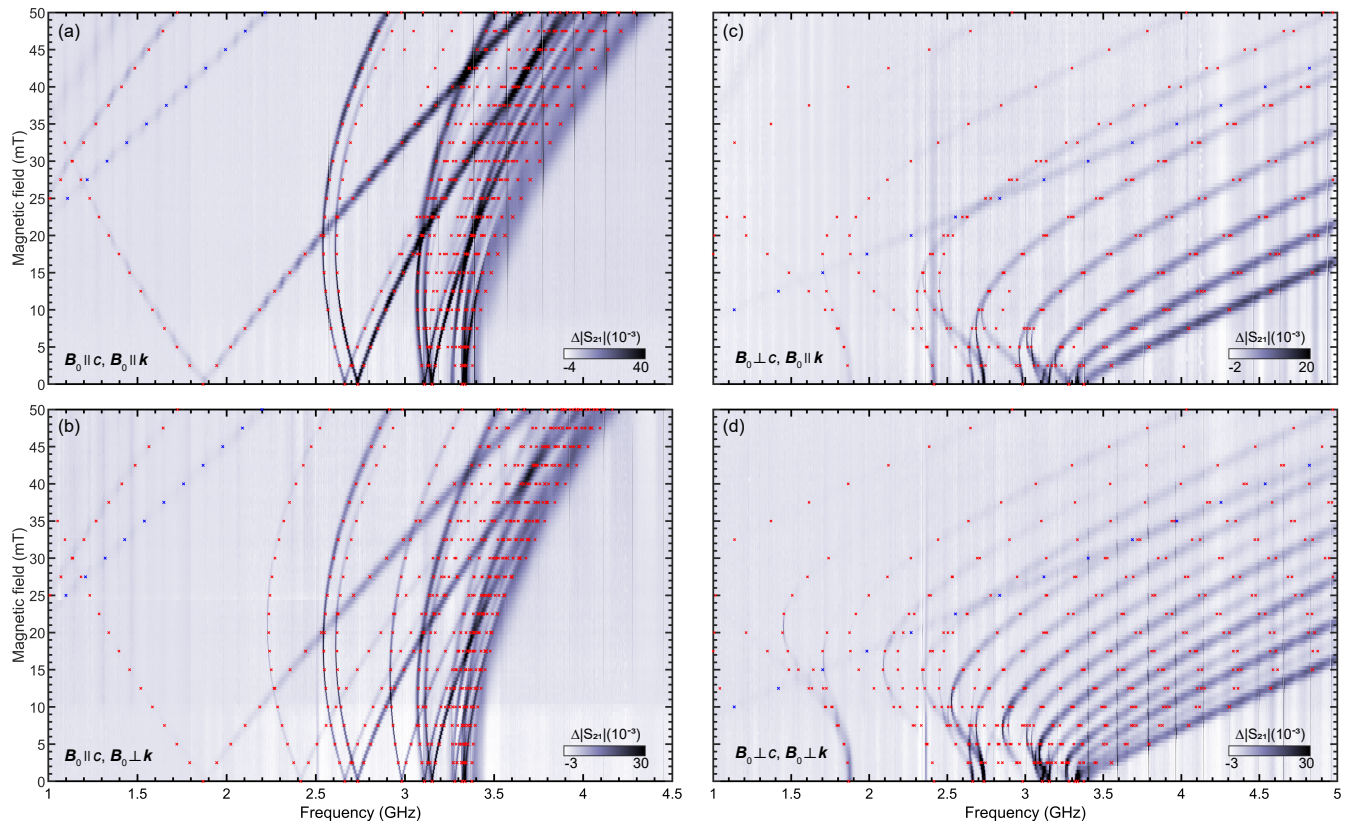 50
45
40
35
30
25
20
15
10
5
0
Magnetic field (mT)
(a)
B₀ || c, B₀ || k
Δ|S₂₁|(10⁻³)
-4 40
(c)
B₀ ⊥ c, B₀ || k
Δ|S₂₁|(10⁻³)
-2 20
50
45
40
35
30
25
20
15
10
5
0
Magnetic field (mT)
(b)
B₀ || c, B₀ ⊥ k
Δ|S₂₁|(10⁻³)
-3 30
1 1.5 2 2.5 3 3.5 4 4.5
Frequency (GHz)
(d)
B₀ ⊥ c, B₀ ⊥ k
Δ|S₂₁|(10⁻³)
-3 30
1 1.5 2 2.5 3 3.5 4 4.5 5
Frequency (GHz)